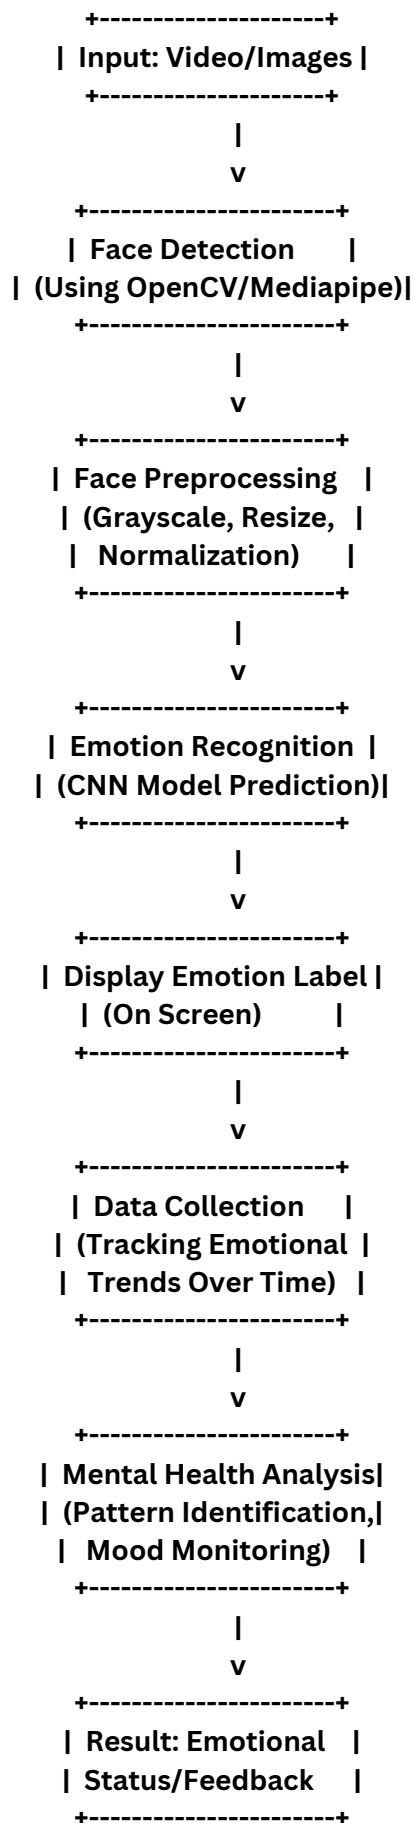 +---------------------+
| Input: Video/Images |
+---------------------+
|
v
+-----------------------+
| Face Detection |
| (Using OpenCV/Mediapipe)|
+-----------------------+
|
v
+-----------------------+
| Face Preprocessing |
| (Grayscale, Resize, |
| Normalization) |
+-----------------------+
|
v
+-----------------------+
| Emotion Recognition |
| (CNN Model Prediction)|
+-----------------------+
|
v
+-----------------------+
| Display Emotion Label |
| (On Screen) |
+-----------------------+
|
v
+-----------------------+
| Data Collection |
| (Tracking Emotional |
| Trends Over Time) |
+-----------------------+
|
v
+-----------------------+
| Mental Health Analysis|
| (Pattern Identification,|
| Mood Monitoring) |
+-----------------------+
|
v
+-----------------------+
| Result: Emotional |
| Status/Feedback |
+-----------------------+